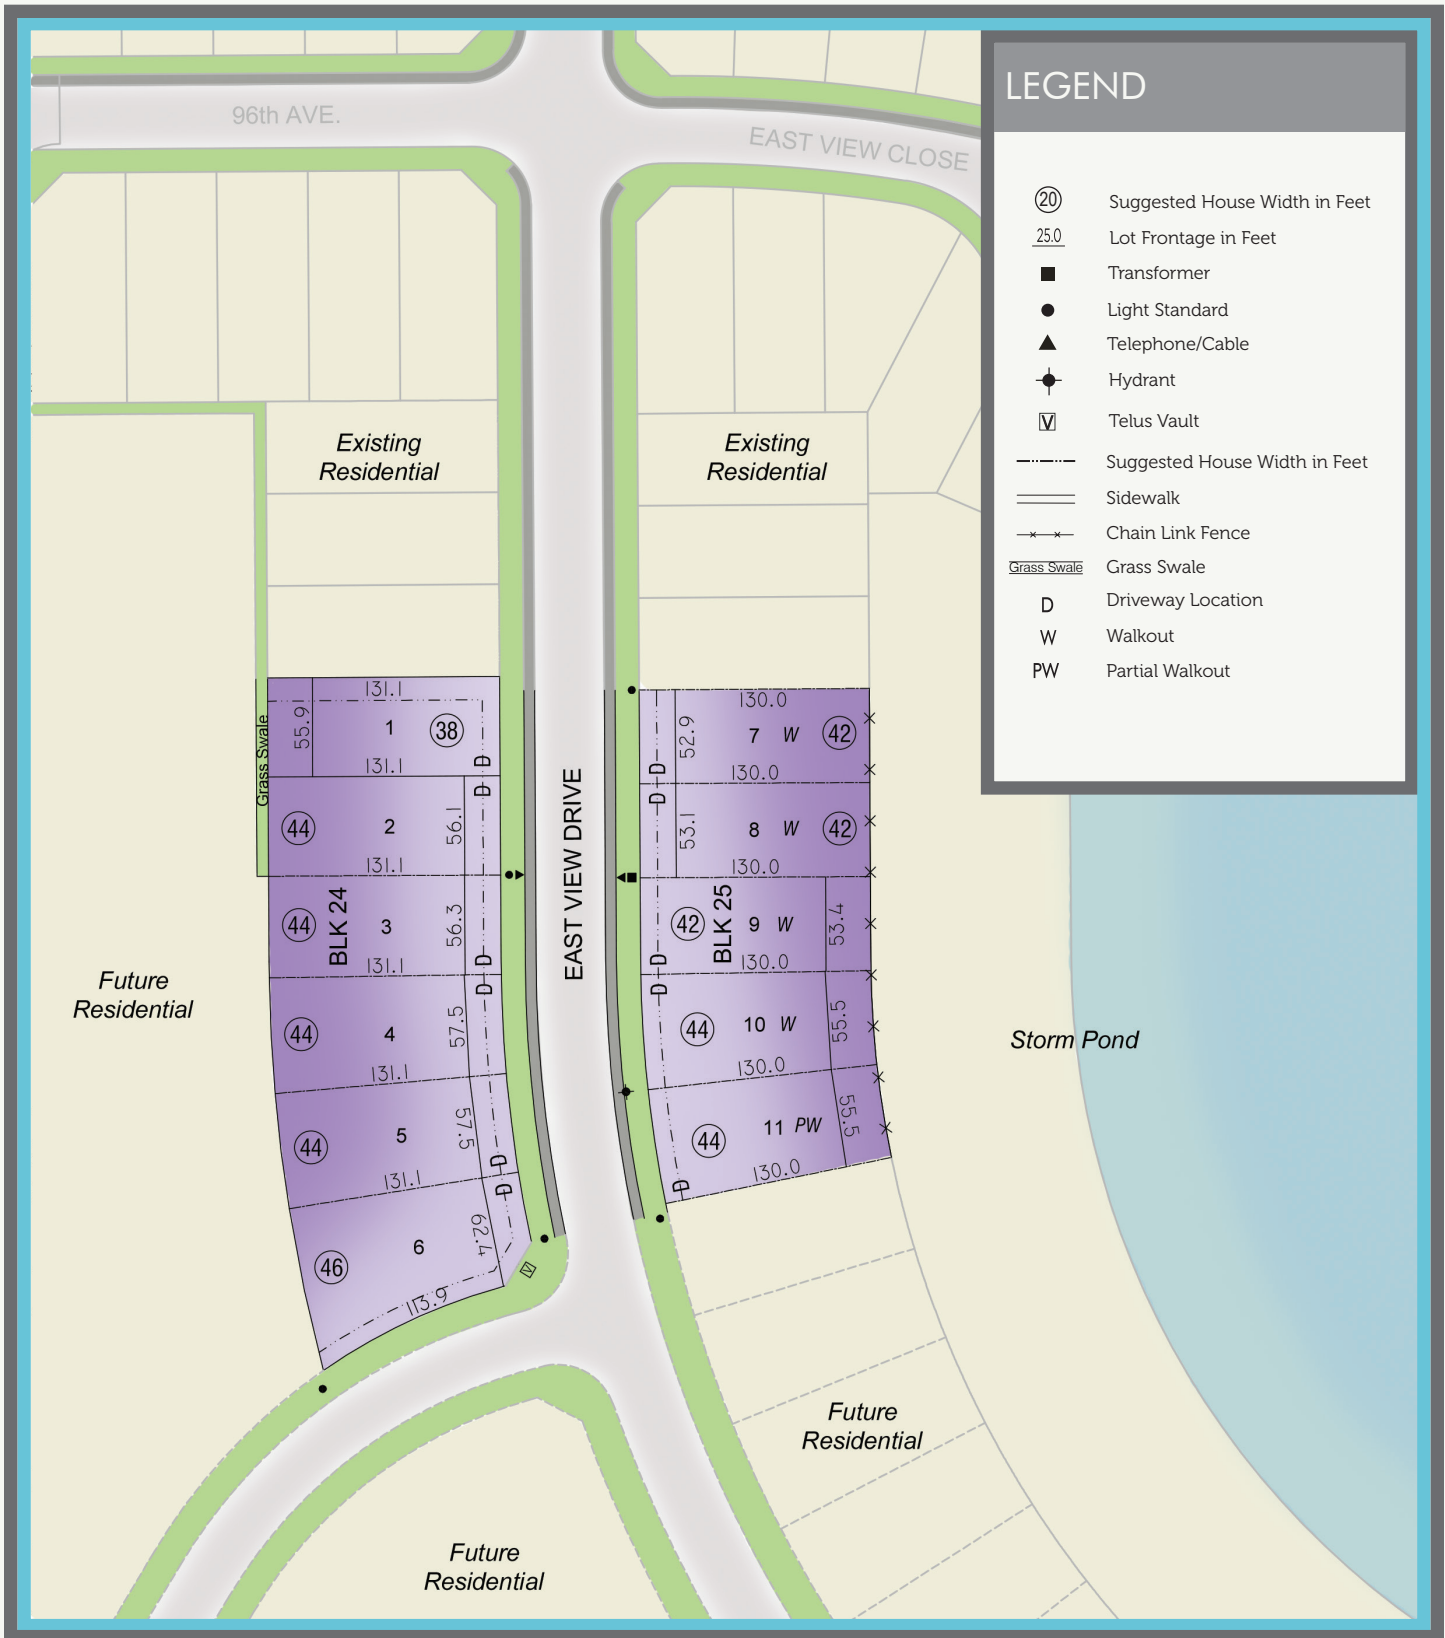 96th AVE.
EAST VIEW CLOSE
LEGEND
20 Suggested House Width in Feet
25.0 Lot Frontage in Feet
Transformer
Light Standard
Telephone/Cable
Hydrant
V Telus Vault
Suggested House Width in Feet
Sidewalk
Chain Link Fence
Grass Swale Grass Swale
D Driveway Location
W Walkout
PW Partial Walkout
Existing
Residential
Existing
Residential
Grass Swale
131.1
55.9
1
38
131.1
D
D
44
2
56.1
131.1
BLK 24
44
3
56.3
131.1
D
D
44
4
57.5
131.1
44
5
57.5
131.1
D
D
46
6
62.4
113.9
V
EAST VIEW DRIVE
130.0
52.9
7 W
42
130.0
D
D
53.1
8 W
42
130.0
BLK 25
42
9 W
53.4
130.0
D
D
44
10 W
55.5
130.0
44
11 PW
55.5
130.0
D
Future
Residential
Storm Pond
Future
Residential
Future
Residential